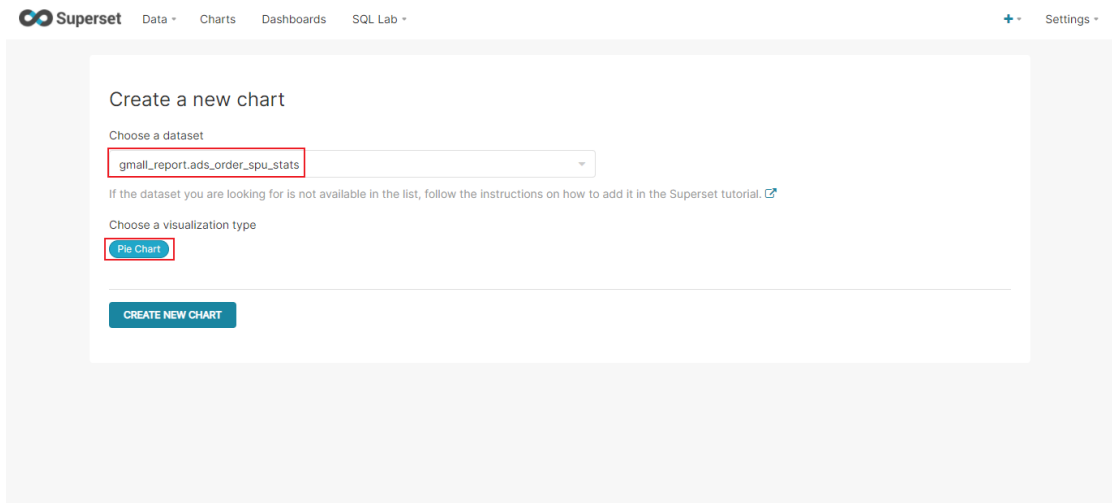 Superset Data Charts Dashboards SQL Lab + Settings
Create a new chart
Choose a dataset
gmall_report.ads_order_spu_stats
If the dataset you are looking for is not available in the list, follow the instructions on how to add it in the Superset tutorial.
Choose a visualization type
Pie Chart
CREATE NEW CHART